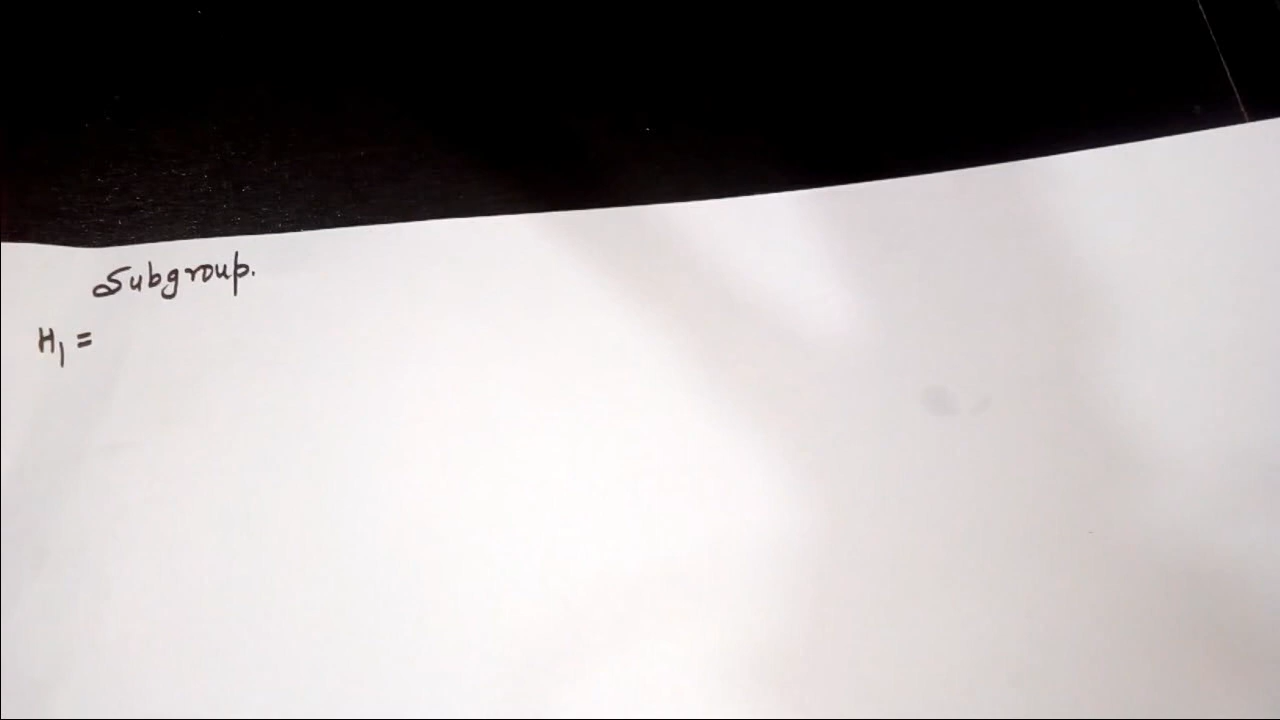 Subgroup.
H₁ =